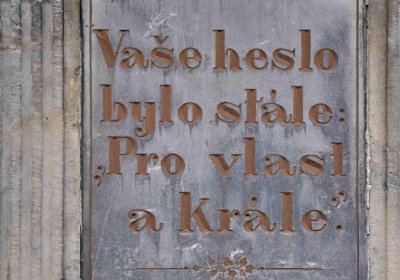 Vaše heslo
bylo stále:
„Pro vlast
a krále“.